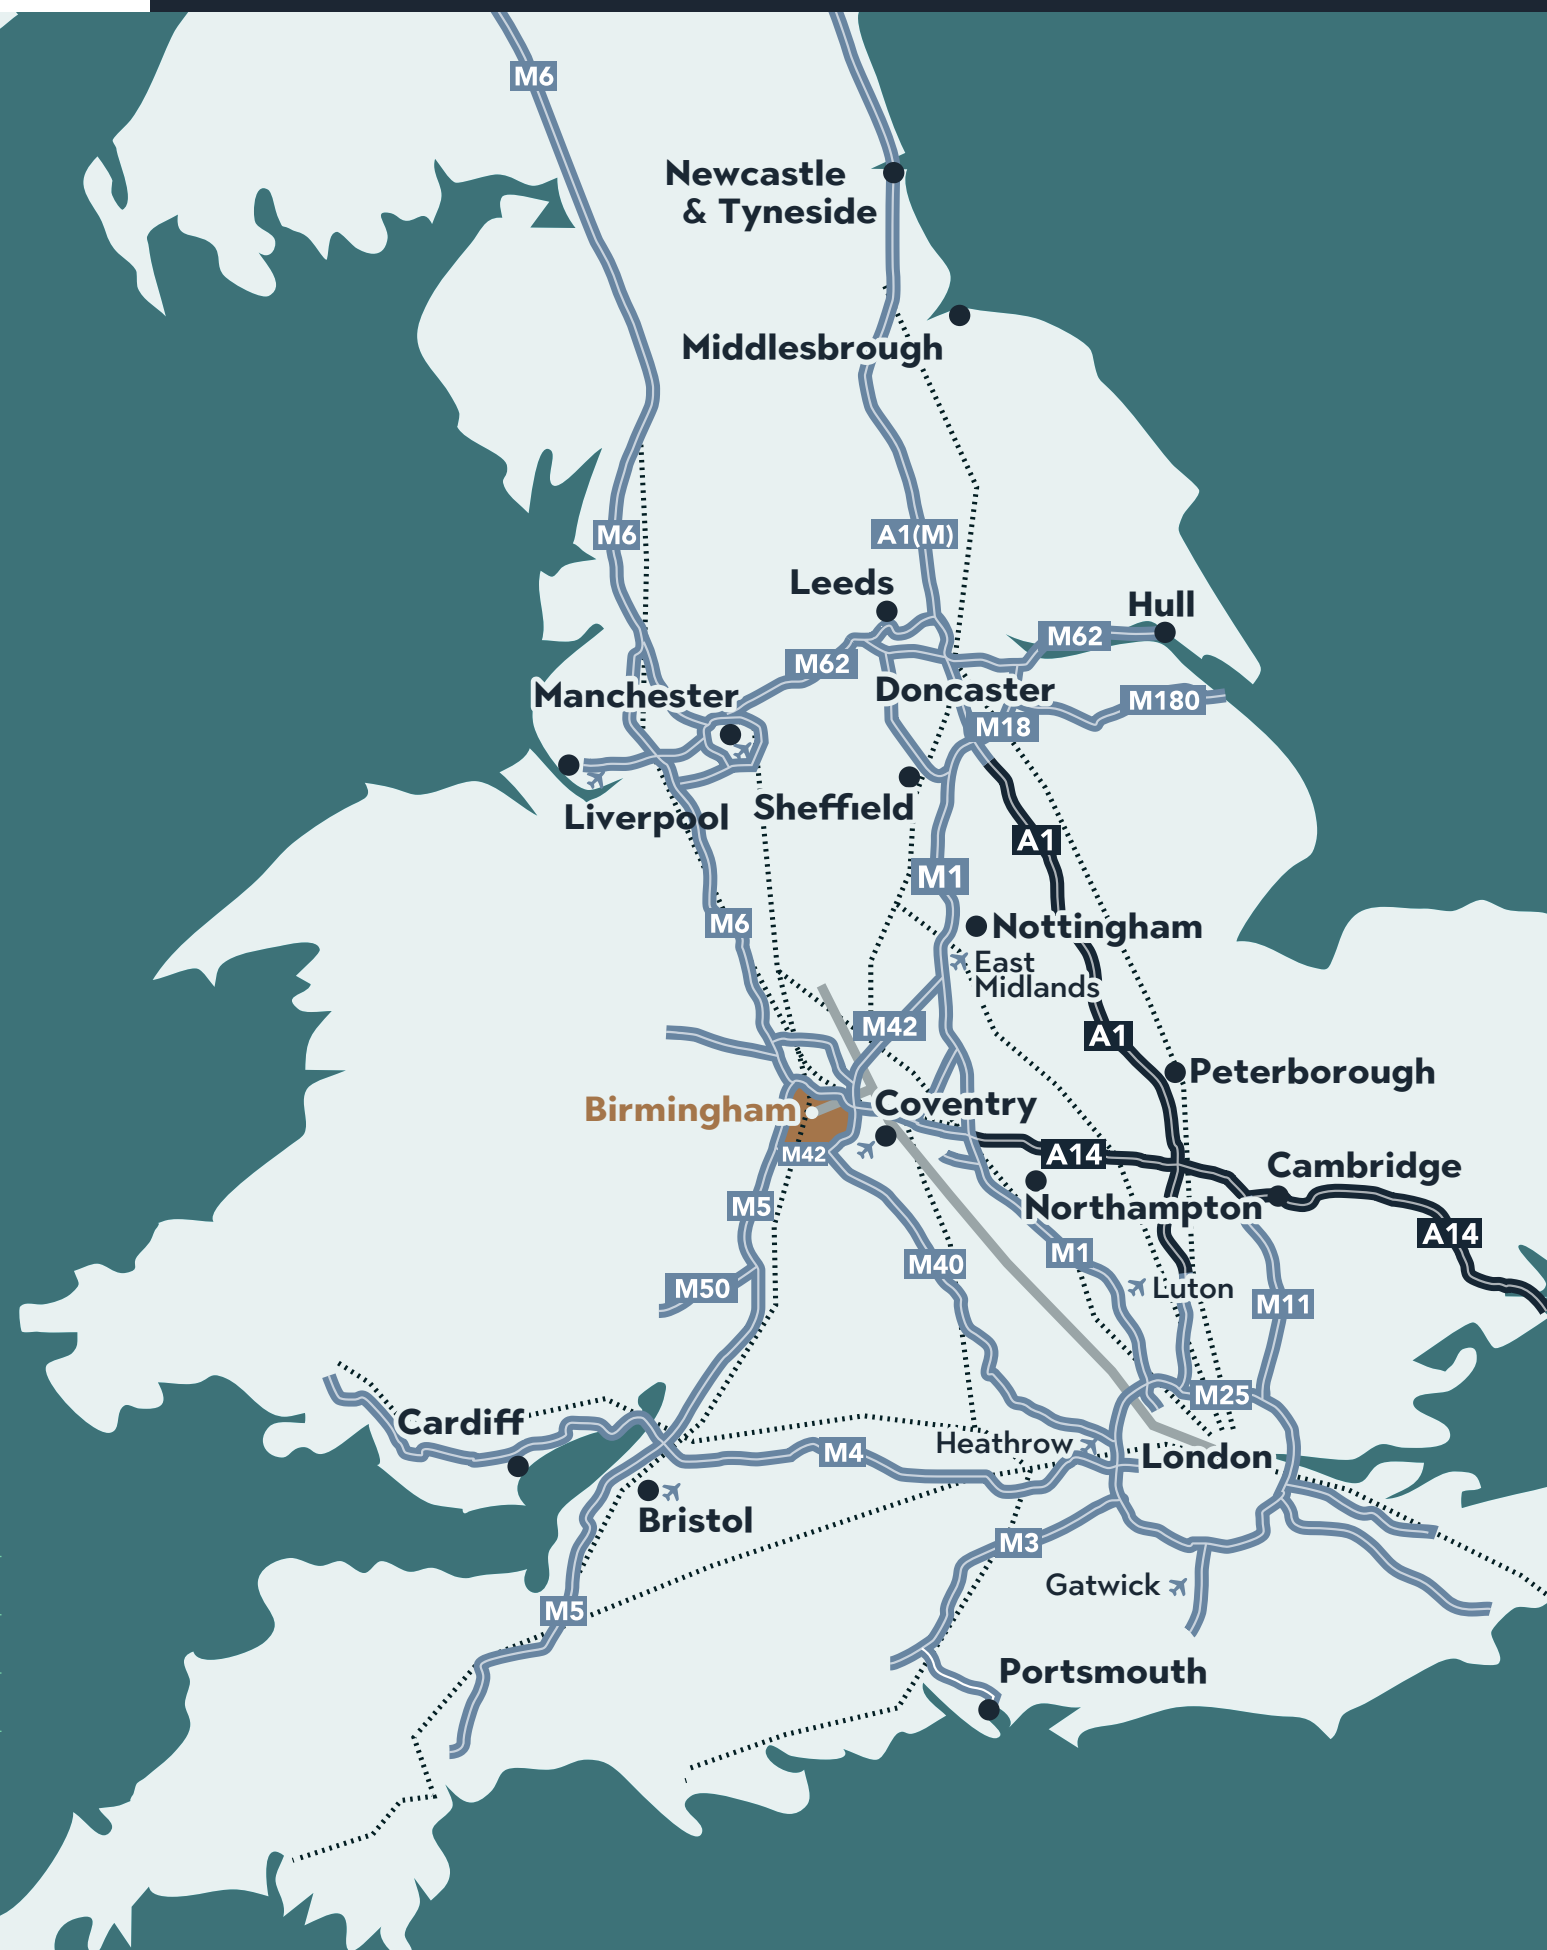 M6
Newcastle
& Tyneside
Middlesbrough
M6
A1(M)
Leeds
Hull
M62
M62
Manchester
Doncaster
M180
M18
Liverpool
Sheffield
A1
M1
M6
Nottingham
East
Midlands
M42
A1
Peterborough
Birmingham
Coventry
M42
A14
Cambridge
M5
Northampton
A14
M1
M40
M50
Luton
M11
M25
Cardiff
Heathrow
M4
London
Bristol
M3
Gatwick
M5
Portsmouth